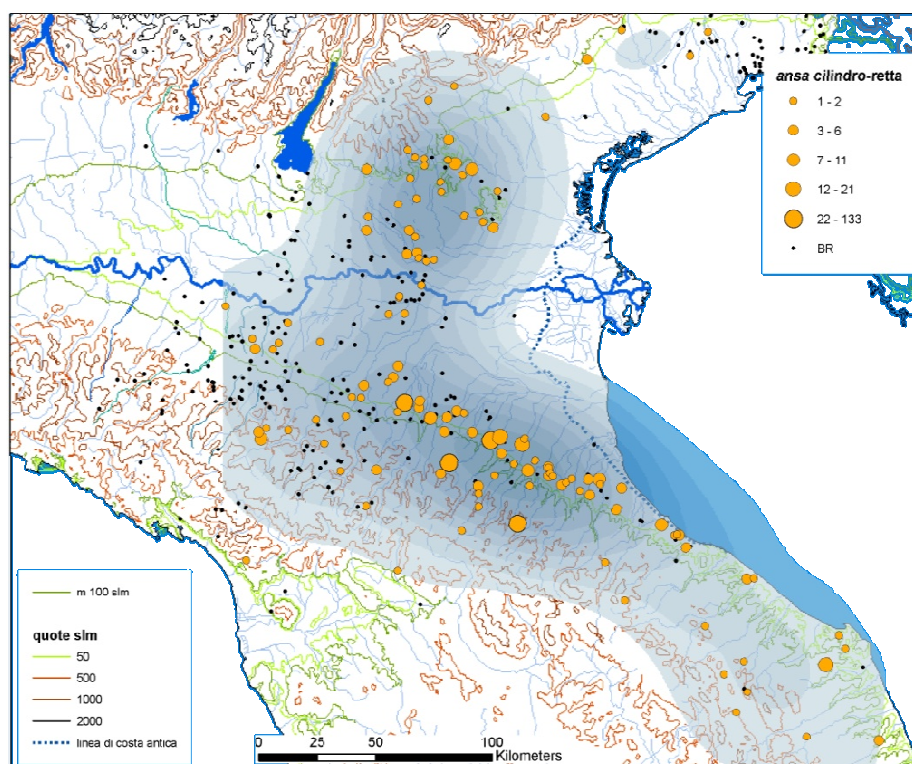 ansa cilindro-retta
1 - 2
3 - 6
7 - 11
12 - 21
22 - 133
BR
m 100 slm
quote slm
50
500
1000
2000
linea di costa antica
0 25 50 100
Kilometers